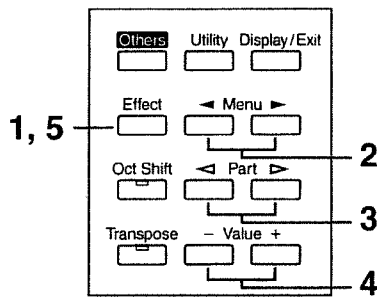 Others Utility Display/Exit
1, 5 Effect ◄ Menu ► 2
Oct Shift ◁ Part ▷ 3
Transpose − Value + 4